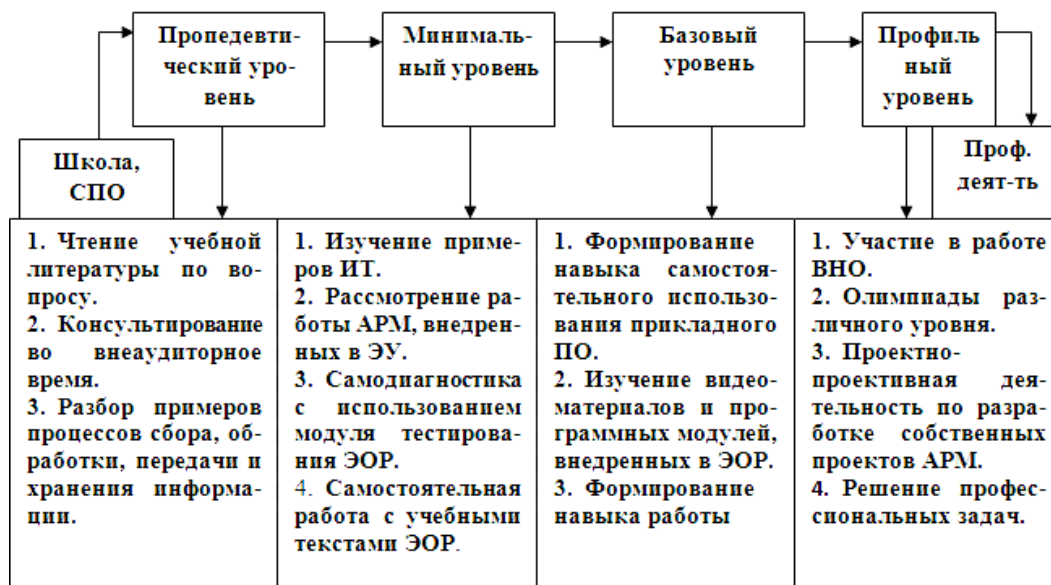 Пропедевти-
ческий уро-
вень
Минималь-
ный уровень
Базовый
уровень
Профиль
ный
уровень
Школа,
СПО
Проф.
деят-ть
1. Чтение учебной
литературы по во-
просу.
2. Консультирование
во внеаудиторное
время.
3. Разбор примеров
процессов сбора, об-
работки, передачи и
хранения информа-
ции.
1. Изучение приме-
ров ИТ.
2. Рассмотрение ра-
боты АРМ, внедрен-
ных в ЭУ.
3. Самодиагностика
с использованием
модуля тестирова-
ния ЭОР.
4. Самостоятельная
работа с учебными
текстами ЭОР.
1. Формирование
навыка самостоя-
тельного использо-
вания прикладного
ПО.
2. Изучение видео-
материалов и про-
граммных модулей,
внедренных в ЭОР.
3. Формирование
навыка работы
1. Участие в работе
ВНО.
2. Олимпиады раз-
личного уровня.
3. Проектно-
проективная дея-
тельность по разра-
ботке собственных
проектов АРМ.
4. Решение профес-
сиональных задач.